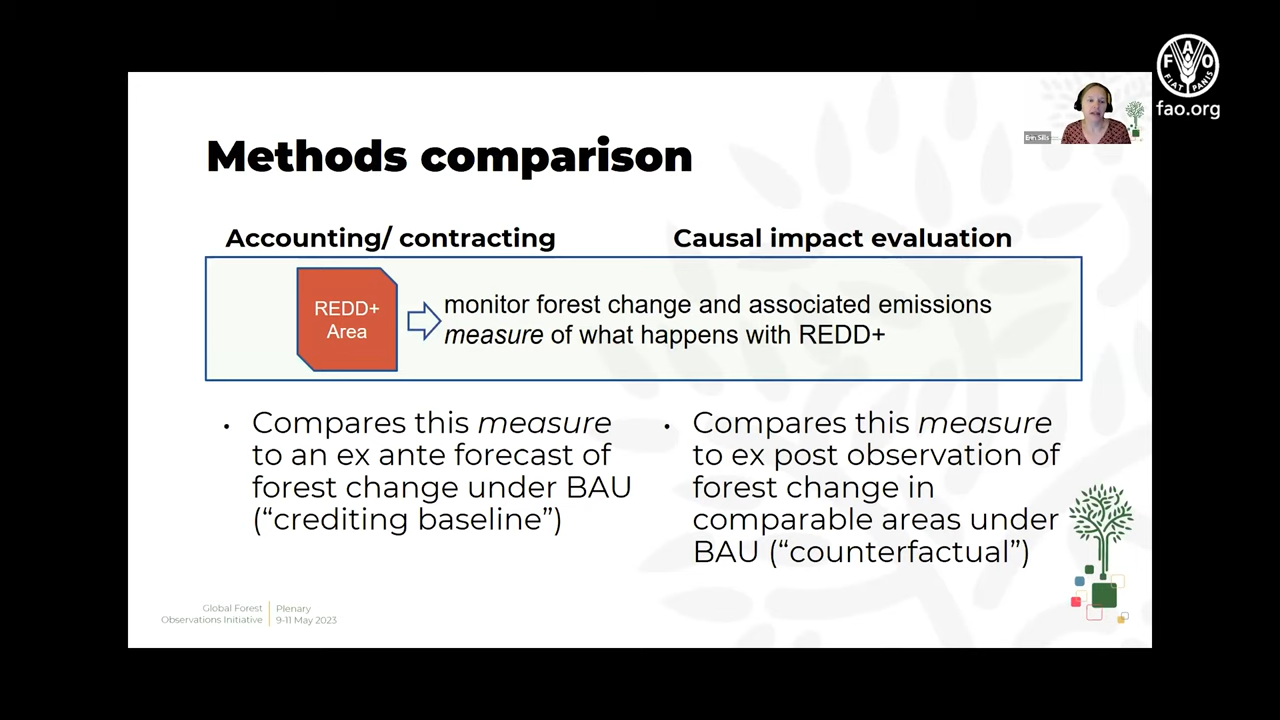 FAO
FIAT PANIS
fao.org
Erin Sills
Methods comparison
Accounting/ contracting
Causal impact evaluation
REDD+
Area
monitor forest change and associated emissions
measure of what happens with REDD+
• Compares this measure
to an ex ante forecast of
forest change under BAU
(“crediting baseline”)
• Compares this measure
to ex post observation of
forest change in
comparable areas under
BAU (“counterfactual”)
Global Forest
Observations Initiative
Plenary
9-11 May 2023